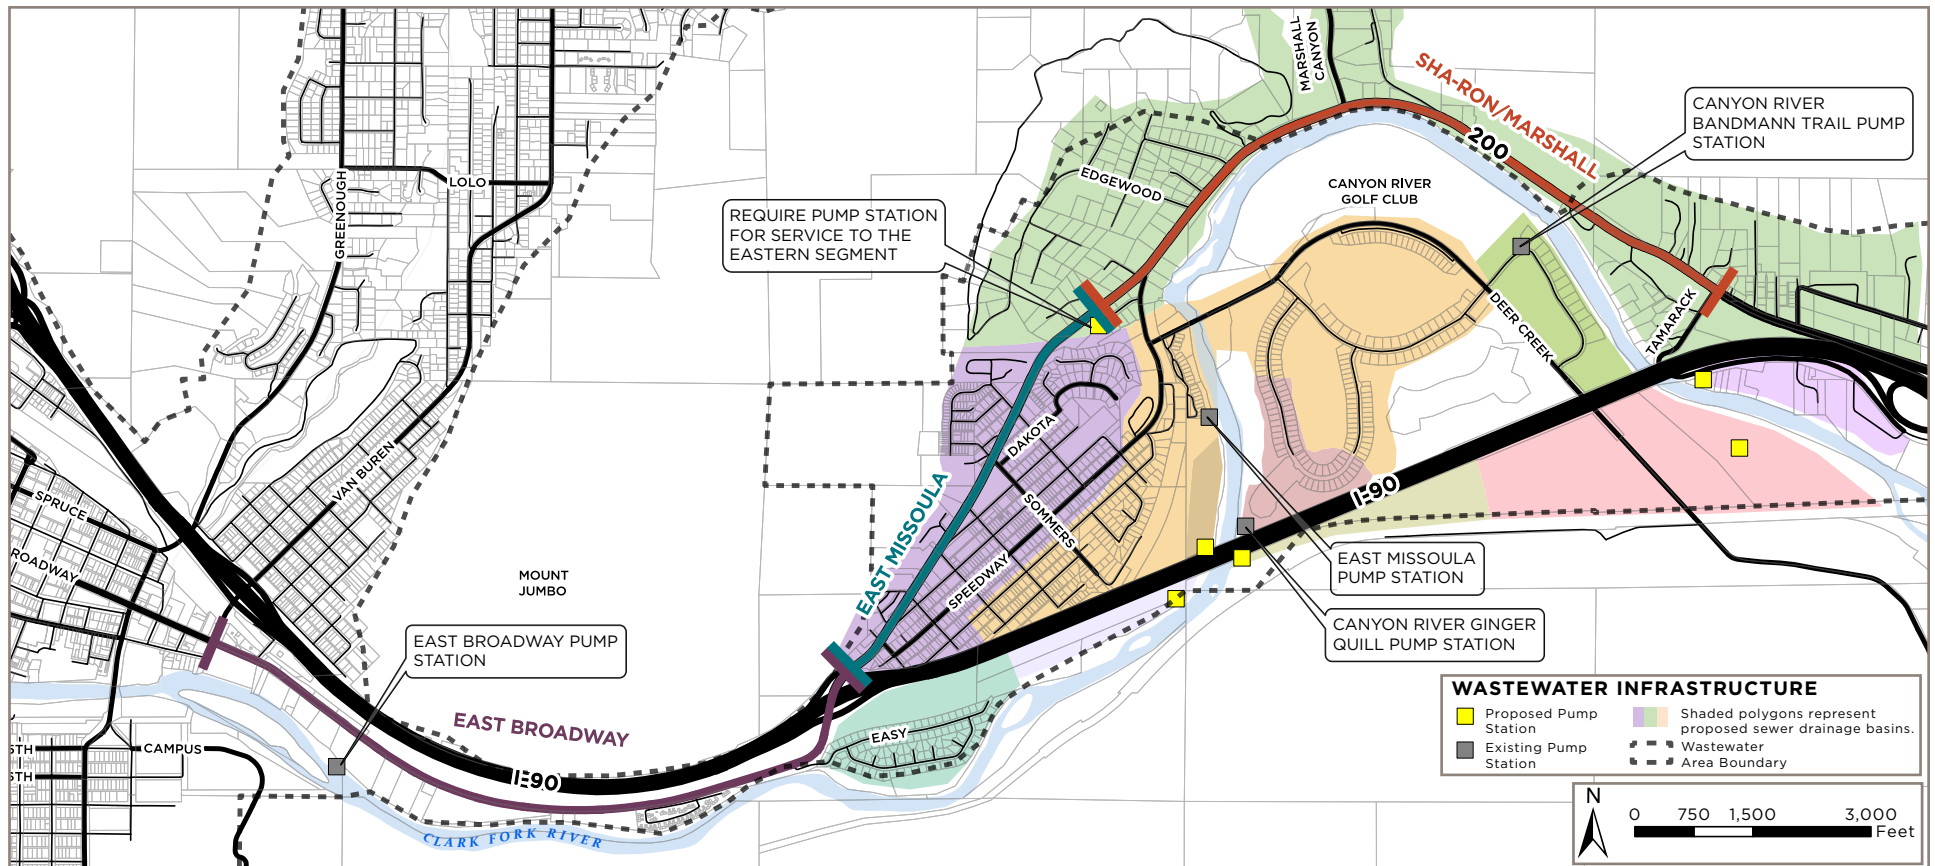 MARSHALL
CANYON
SHA-RON/MARSHALL
200
CANYON RIVER
BANDMANN TRAIL PUMP
STATION
LOLO
GREENOUGH
EDGEWOOD
CANYON RIVER
GOLF CLUB
REQUIRE PUMP STATION
FOR SERVICE TO THE
EASTERN SEGMENT
DEER CREEK
TAMARACK
VAN BUREN
DAKOTA
SPRUCE
ROADWAY
EAST MISSOULA
SOMMERS
SPEEDWAY
I-90
MOUNT
JUMBO
EAST MISSOULA
PUMP STATION
CANYON RIVER GINGER
QUILL PUMP STATION
EAST BROADWAY PUMP
STATION
EAST BROADWAY
EASY
5TH
CAMPUS
5TH
I-90
CLARK FORK RIVER
WASTEWATER INFRASTRUCTURE
Proposed Pump
Station
Existing Pump
Station
Shaded polygons represent
proposed sewer drainage basins.
Wastewater
Area Boundary
N
0 750 1,500 3,000
Feet